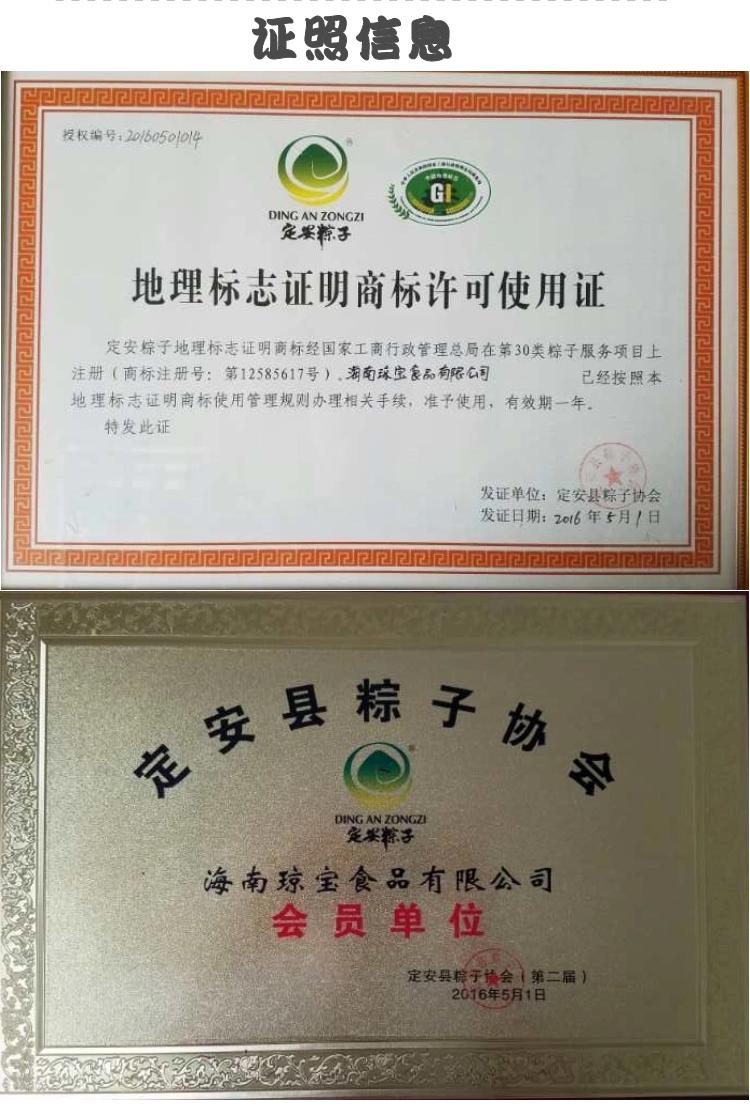 证照信息
授权编号:20160501014
DING AN ZONGZI
定安粽子
GI
地理标志证明商标许可使用证
定安粽子地理标志证明商标经国家工商行政管理总局在第30类粽子服务项目上
注册（商标注册号：第12585617号）。海南琼宝食品有限公司 已经按照本
地理标志证明商标使用管理规则办理相关手续，准予使用，有效期一年。
特发此证
发证单位：定安县粽子协会
发证日期：2016年5月1日
定安县粽子协会
DING AN ZONGZI
定安粽子
海南琼宝食品有限公司
会员单位
定安县粽子协会（第二届）
2016年5月1日